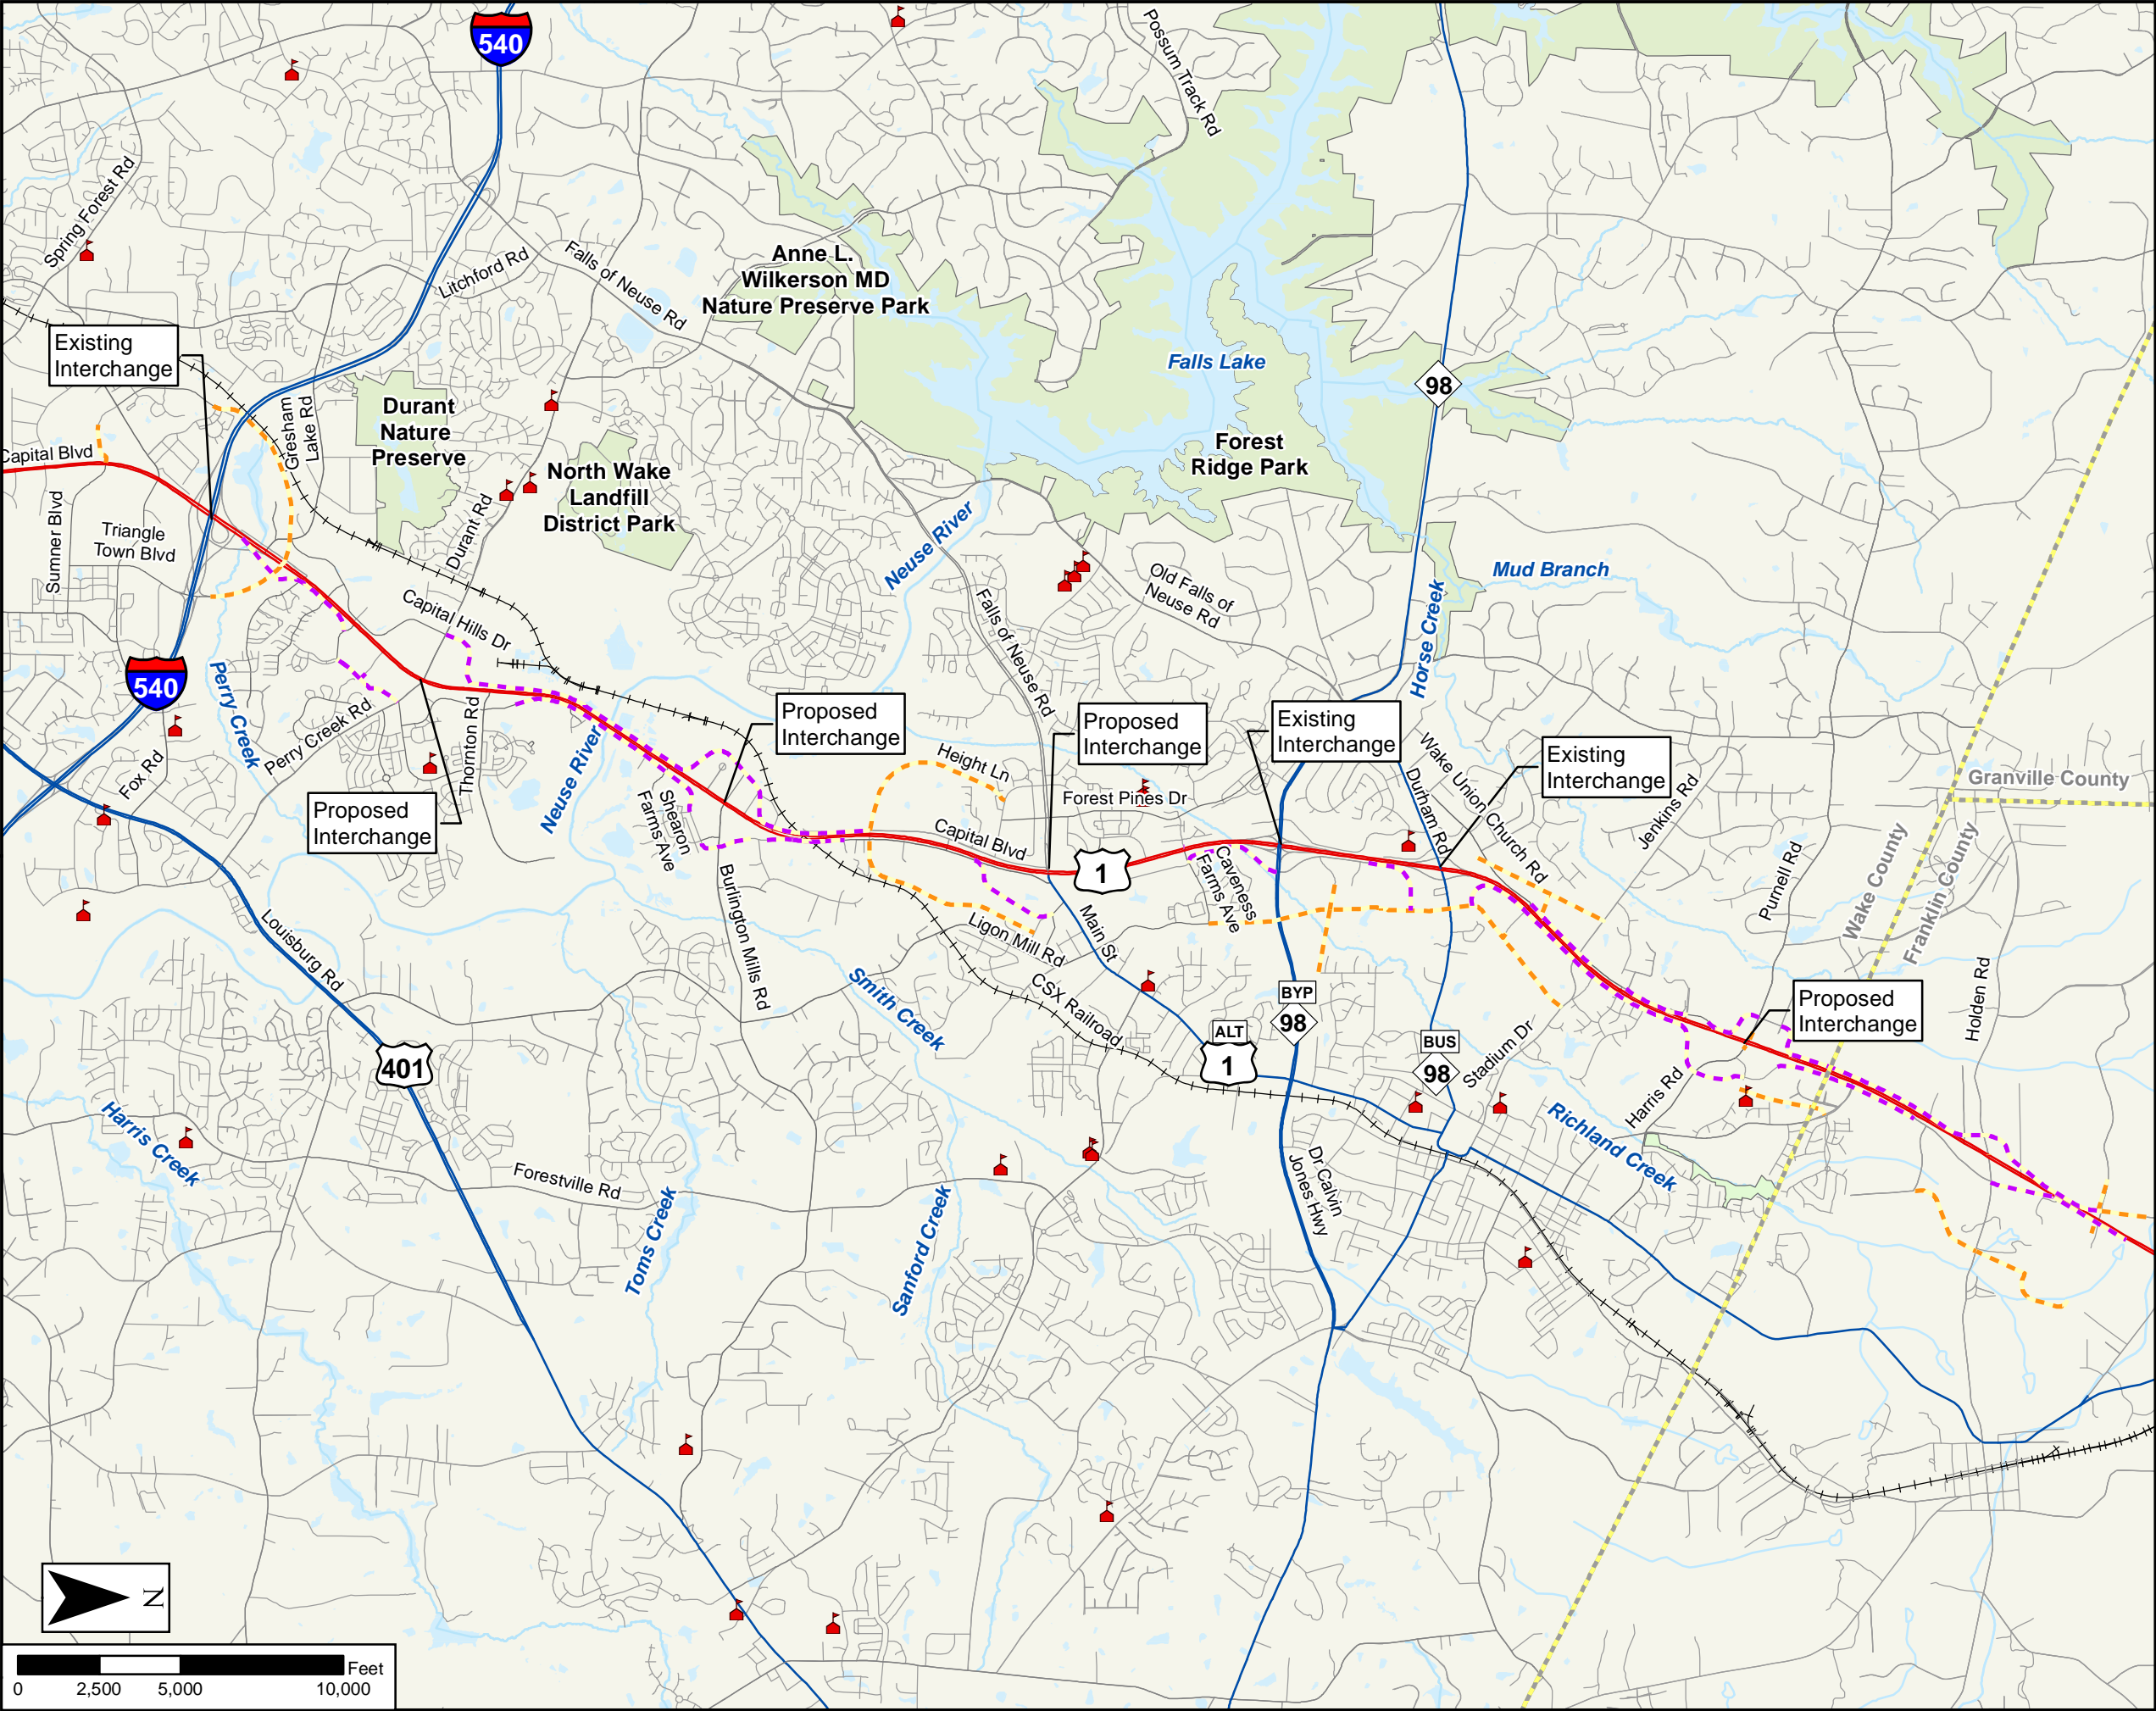 540
Possum Track Rd
Spring Forest Rd
Litchford Rd
Falls of Neuse Rd
Anne L.
Wilkerson MD
Nature Preserve Park
Existing
Interchange
Falls Lake
98
Gresham
Lake Rd
Durant
Nature
Preserve
Forest
Ridge Park
Capital Blvd
North Wake
Landfill
District Park
Sumner Blvd
Triangle
Town Blvd
Durant Rd
Neuse River
Mud Branch
Old Falls of
Neuse Rd
Horse Creek
Capital Hills Dr
Falls of Neuse Rd
540
Perry Creek
Perry Creek Rd
Thornton Rd
Fox Rd
Neuse River
Proposed
Interchange
Proposed
Interchange
Existing
Interchange
Existing
Interchange
Proposed
Interchange
Height Ln
Forest Pines Dr
Wake Union Church Rd
Durham Rd
Jenkins Rd
Granville County
Wake County
Franklin County
Purnell Rd
Shearon
Farms Ave
Capital Blvd
1
Caveness
Farms Ave
Burlington Mills Rd
Louisburg Rd
Ligon Mill Rd
Main St
CSX Railroad
Smith Creek
BYP
98
ALT
1
BUS
98
Stadium Dr
Proposed
Interchange
Holden Rd
Harris Rd
Richland Creek
401
Harris Creek
Forestville Rd
Toms Creek
Sanford Creek
Dr Calvin
Jones Hwy
N
Feet
0 2,500 5,000 10,000